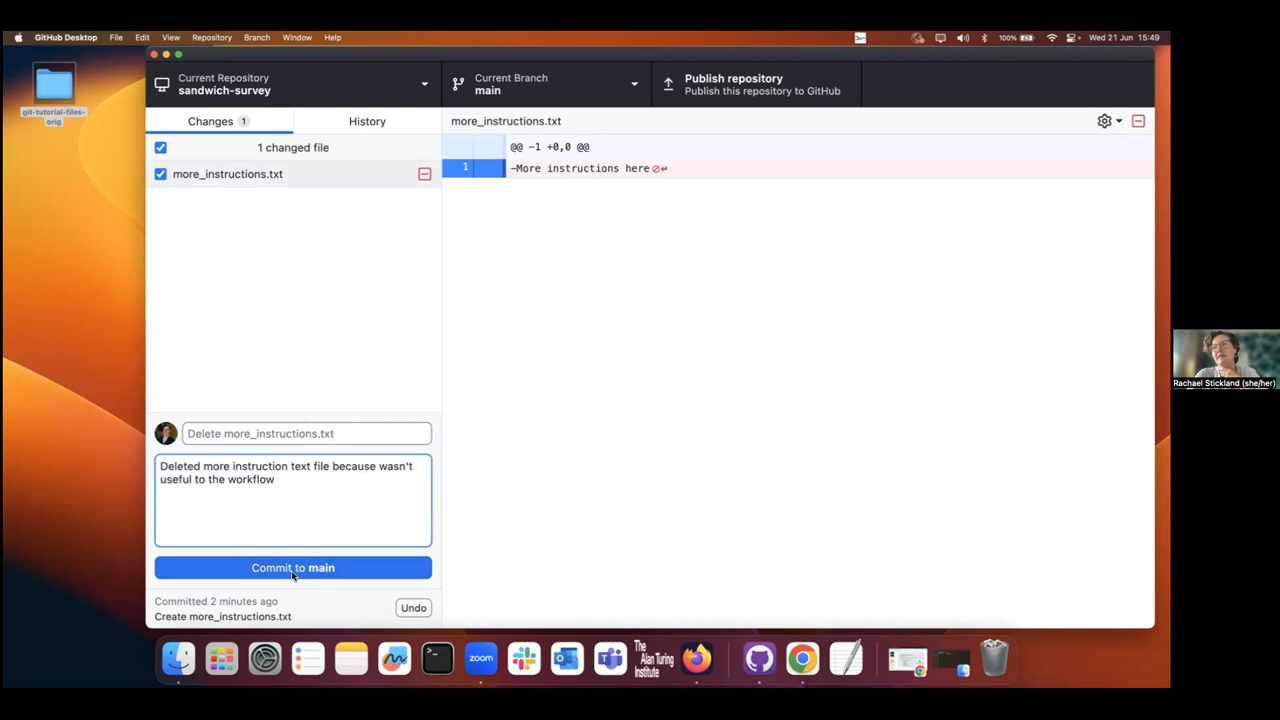 GitHub Desktop File Edit View Repository Branch Window Help
100% Wed 21 Jun 15:49
git-tutorial-files-
orig
Current Repository
sandwich-survey
Current Branch
main
Publish repository
Publish this repository to GitHub
Changes 1
History
more_instructions.txt
1 changed file
@@ -1 +0,0 @@
more_instructions.txt
1 -More instructions here
Delete more_instructions.txt
Deleted more instruction text file because wasn't
useful to the workflow
Commit to main
Committed 2 minutes ago
Create more_instructions.txt
Undo
zoom
The
Alan Turing
Institute
Rachael Stickland (she/her)